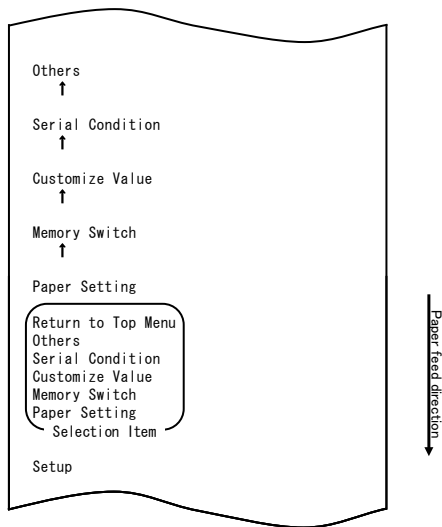 Others
↑
Serial Condition
↑
Customize Value
↑
Memory Switch
↑
Paper Setting
Return to Top Menu
Others
Serial Condition
Customize Value
Memory Switch
Paper Setting
Selection Item
Setup
Paper feed direction